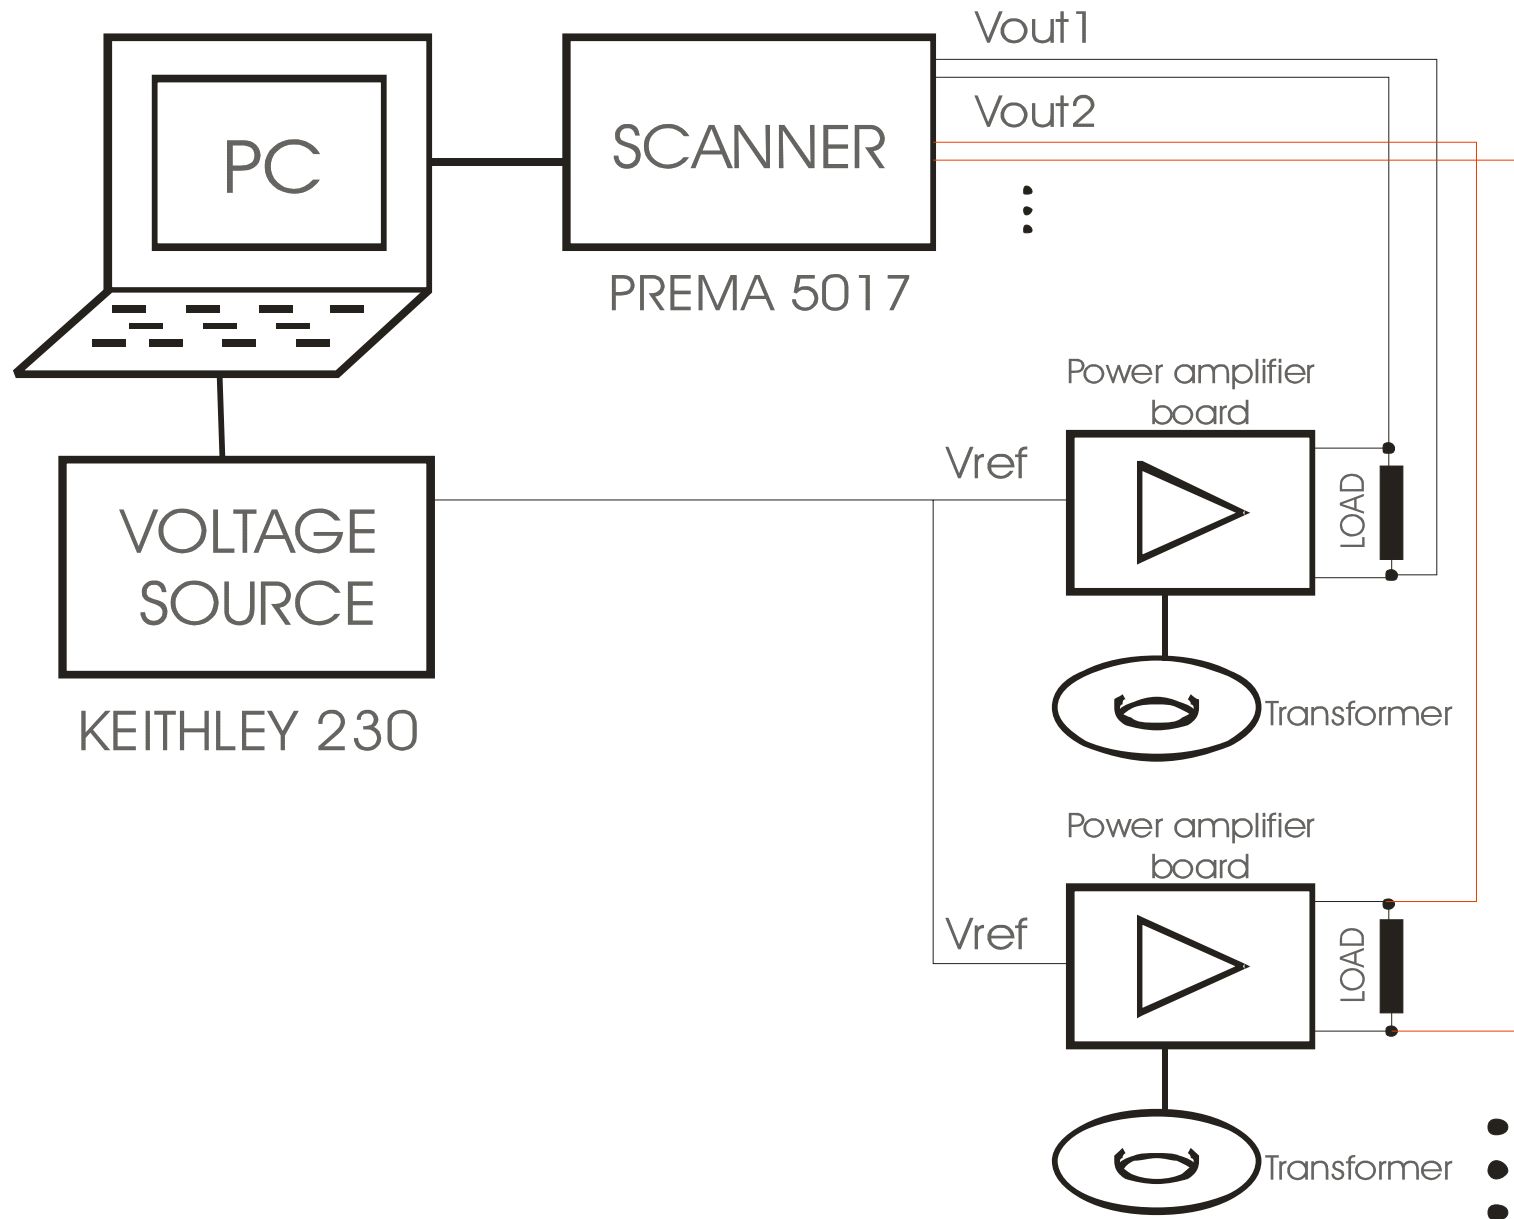 Vout1
PC
SCANNER
Vout2
PREMA 5017
Power amplifier
board
Vref
LOAD
VOLTAGE
SOURCE
KEITHLEY 230
Transformer
Power amplifier
board
Vref
LOAD
Transformer